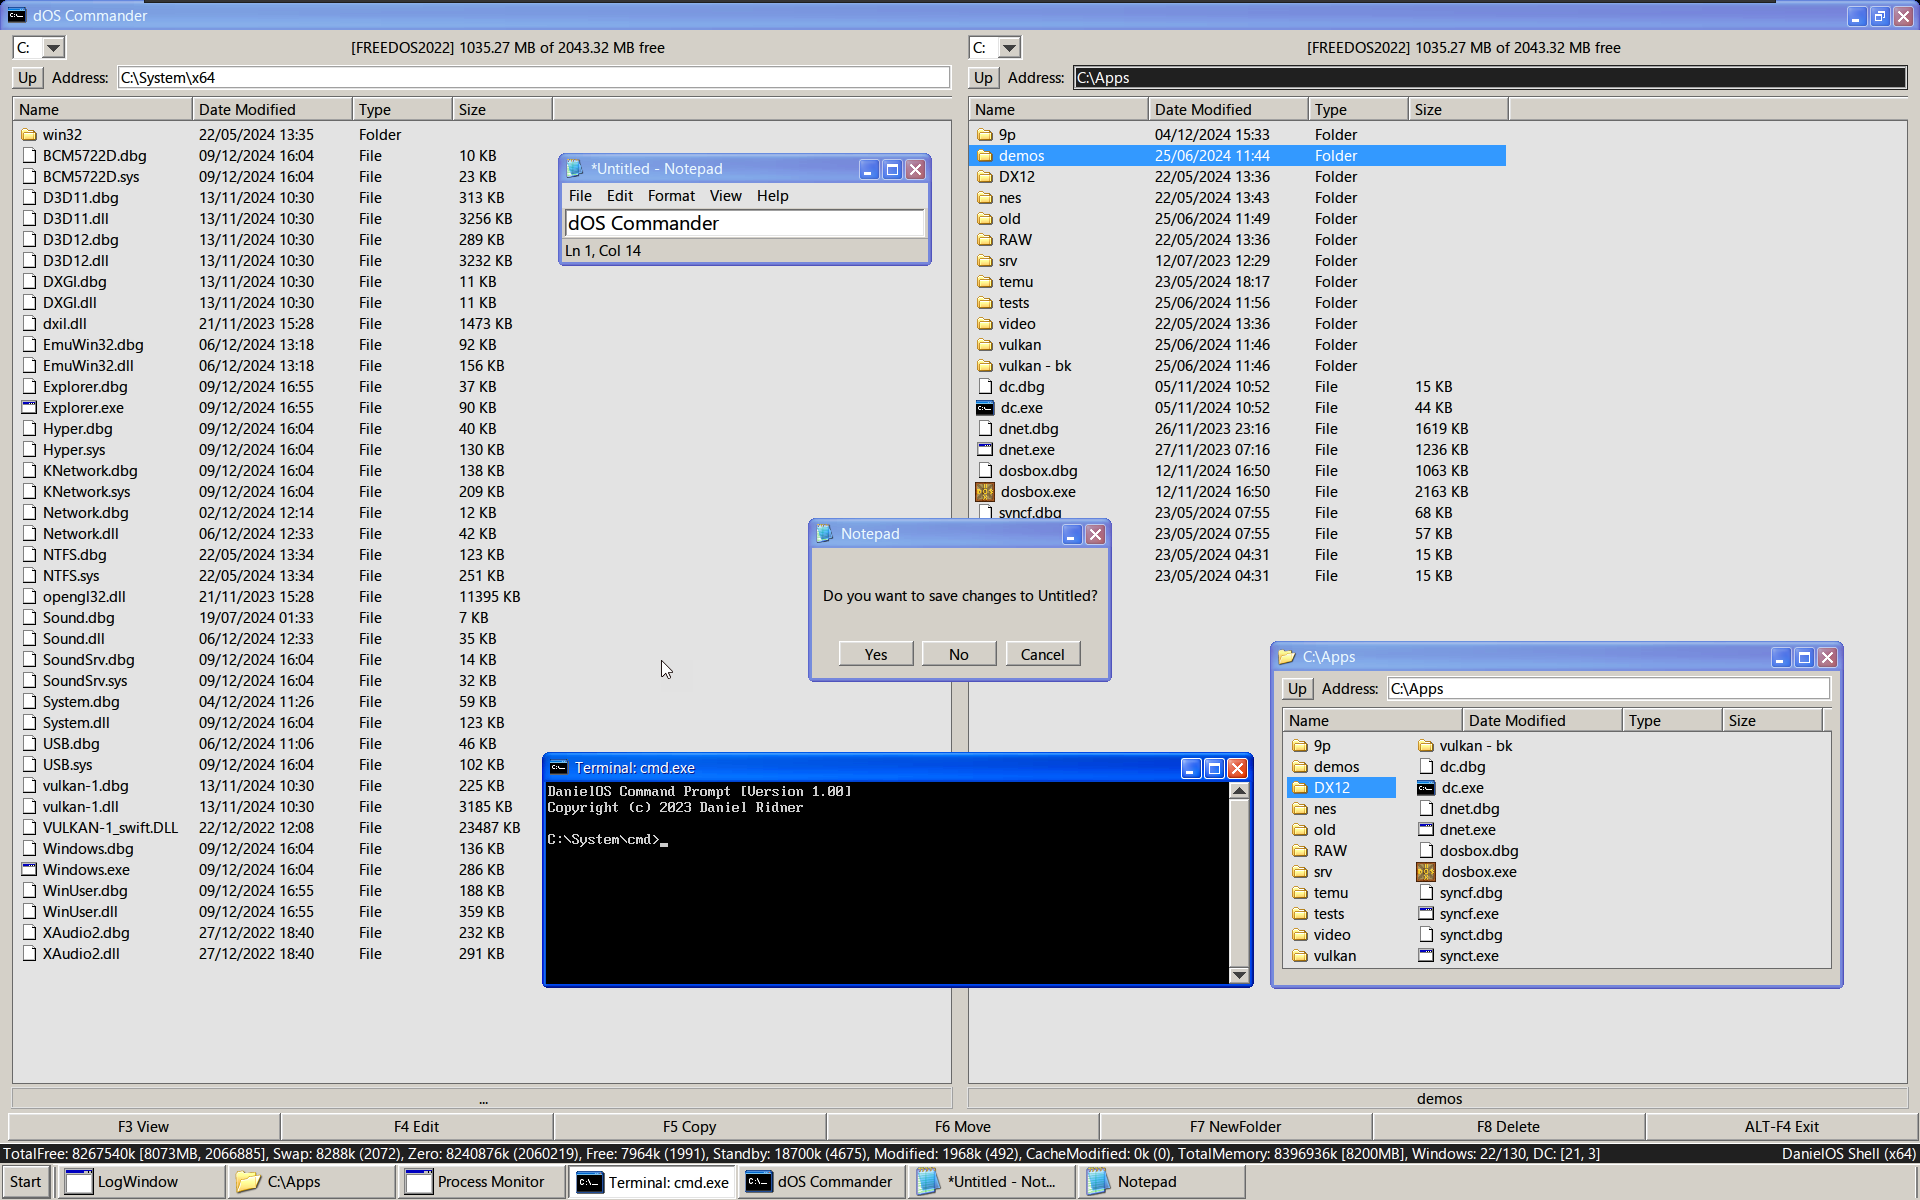 dOS Commander
C:
[FREEDOS2022] 1035.27 MB of 2043.32 MB free
Up Address: C:\System\x64
Name Date Modified Type Size
win32 22/05/2024 13:35 Folder
BCM5722D.dbg 09/12/2024 16:04 File 10 KB
BCM5722D.sys 09/12/2024 16:04 File 23 KB
D3D11.dbg 13/11/2024 10:30 File 313 KB
D3D11.dll 13/11/2024 10:30 File 3256 KB
D3D12.dbg 13/11/2024 10:30 File 289 KB
D3D12.dll 13/11/2024 10:30 File 3232 KB
DXGI.dbg 13/11/2024 10:30 File 11 KB
DXGI.dll 13/11/2024 10:30 File 11 KB
dxil.dll 21/11/2023 15:28 File 1473 KB
EmuWin32.dbg 06/12/2024 13:18 File 92 KB
EmuWin32.dll 06/12/2024 13:18 File 156 KB
Explorer.dbg 09/12/2024 16:55 File 37 KB
Explorer.exe 09/12/2024 16:55 File 90 KB
Hyper.dbg 09/12/2024 16:04 File 40 KB
Hyper.sys 09/12/2024 16:04 File 130 KB
KNetwork.dbg 09/12/2024 16:04 File 138 KB
KNetwork.sys 09/12/2024 16:04 File 209 KB
Network.dbg 02/12/2024 12:14 File 12 KB
Network.dll 06/12/2024 12:33 File 42 KB
NTFS.dbg 22/05/2024 13:34 File 123 KB
NTFS.sys 22/05/2024 13:34 File 251 KB
opengl32.dll 21/11/2023 15:28 File 11395 KB
Sound.dbg 19/07/2024 01:33 File 7 KB
Sound.dll 06/12/2024 12:33 File 35 KB
SoundSrv.dbg 09/12/2024 16:04 File 14 KB
SoundSrv.sys 09/12/2024 16:04 File 32 KB
System.dbg 04/12/2024 11:26 File 59 KB
System.dll 09/12/2024 16:04 File 123 KB
USB.dbg 06/12/2024 11:06 File 46 KB
USB.sys 09/12/2024 16:04 File 102 KB
vulkan-1.dbg 13/11/2024 10:30 File 225 KB
vulkan-1.dll 13/11/2024 10:30 File 3185 KB
VULKAN-1_swift.DLL 22/12/2022 12:08 File 23487 KB
Windows.dbg 09/12/2024 16:04 File 136 KB
Windows.exe 09/12/2024 16:04 File 286 KB
WinUser.dbg 09/12/2024 16:55 File 188 KB
WinUser.dll 09/12/2024 16:55 File 359 KB
XAudio2.dbg 27/12/2022 18:40 File 232 KB
XAudio2.dll 27/12/2022 18:40 File 291 KB
...
C:
[FREEDOS2022] 1035.27 MB of 2043.32 MB free
Up Address: C:\Apps
Name Date Modified Type Size
9p 04/12/2024 15:33 Folder
demos 25/06/2024 11:44 Folder
DX12 22/05/2024 13:36 Folder
nes 22/05/2024 13:43 Folder
old 25/06/2024 11:49 Folder
RAW 22/05/2024 13:36 Folder
srv 12/07/2023 12:29 Folder
temu 23/05/2024 18:17 Folder
tests 25/06/2024 11:56 Folder
video 22/05/2024 13:36 Folder
vulkan 25/06/2024 11:46 Folder
vulkan - bk 25/06/2024 11:46 Folder
dc.dbg 05/11/2024 10:52 File 15 KB
dc.exe 05/11/2024 10:52 File 44 KB
dnet.dbg 26/11/2023 23:16 File 1619 KB
dnet.exe 27/11/2023 07:16 File 1236 KB
dosbox.dbg 12/11/2024 16:50 File 1063 KB
dosbox.exe 12/11/2024 16:50 File 2163 KB
syncf.dbg 23/05/2024 07:55 File 68 KB
23/05/2024 07:55 File 57 KB
23/05/2024 04:31 File 15 KB
23/05/2024 04:31 File 15 KB
demos
*Untitled - Notepad
File Edit Format View Help
dOS Commander
Ln 1, Col 14
Notepad
Do you want to save changes to Untitled?
Yes No Cancel
Terminal: cmd.exe
DanielOS Command Prompt [Version 1.00]
Copyright (c) 2023 Daniel Ridner
C:\System\cmd>_
C:\Apps
Up Address: C:\Apps
Name Date Modified Type Size
9p vulkan - bk
demos dc.dbg
DX12 dc.exe
nes dnet.dbg
old dnet.exe
RAW dosbox.dbg
srv dosbox.exe
temu syncf.dbg
tests syncf.exe
video synct.dbg
vulkan synct.exe
F3 View F4 Edit F5 Copy F6 Move F7 NewFolder F8 Delete ALT-F4 Exit
TotalFree: 8267540k [8073MB, 2066885], Swap: 8288k (2072), Zero: 8240876k (2060219), Free: 7964k (1991), Standby: 18700k (4675), Modified: 1968k (492), CacheModified: 0k (0), TotalMemory: 8396936k [8200MB], Windows: 22/130, DC: [21, 3] DanielOS Shell (x64)
Start LogWindow C:\Apps Process Monitor Terminal: cmd.exe dOS Commander *Untitled - Not... Notepad